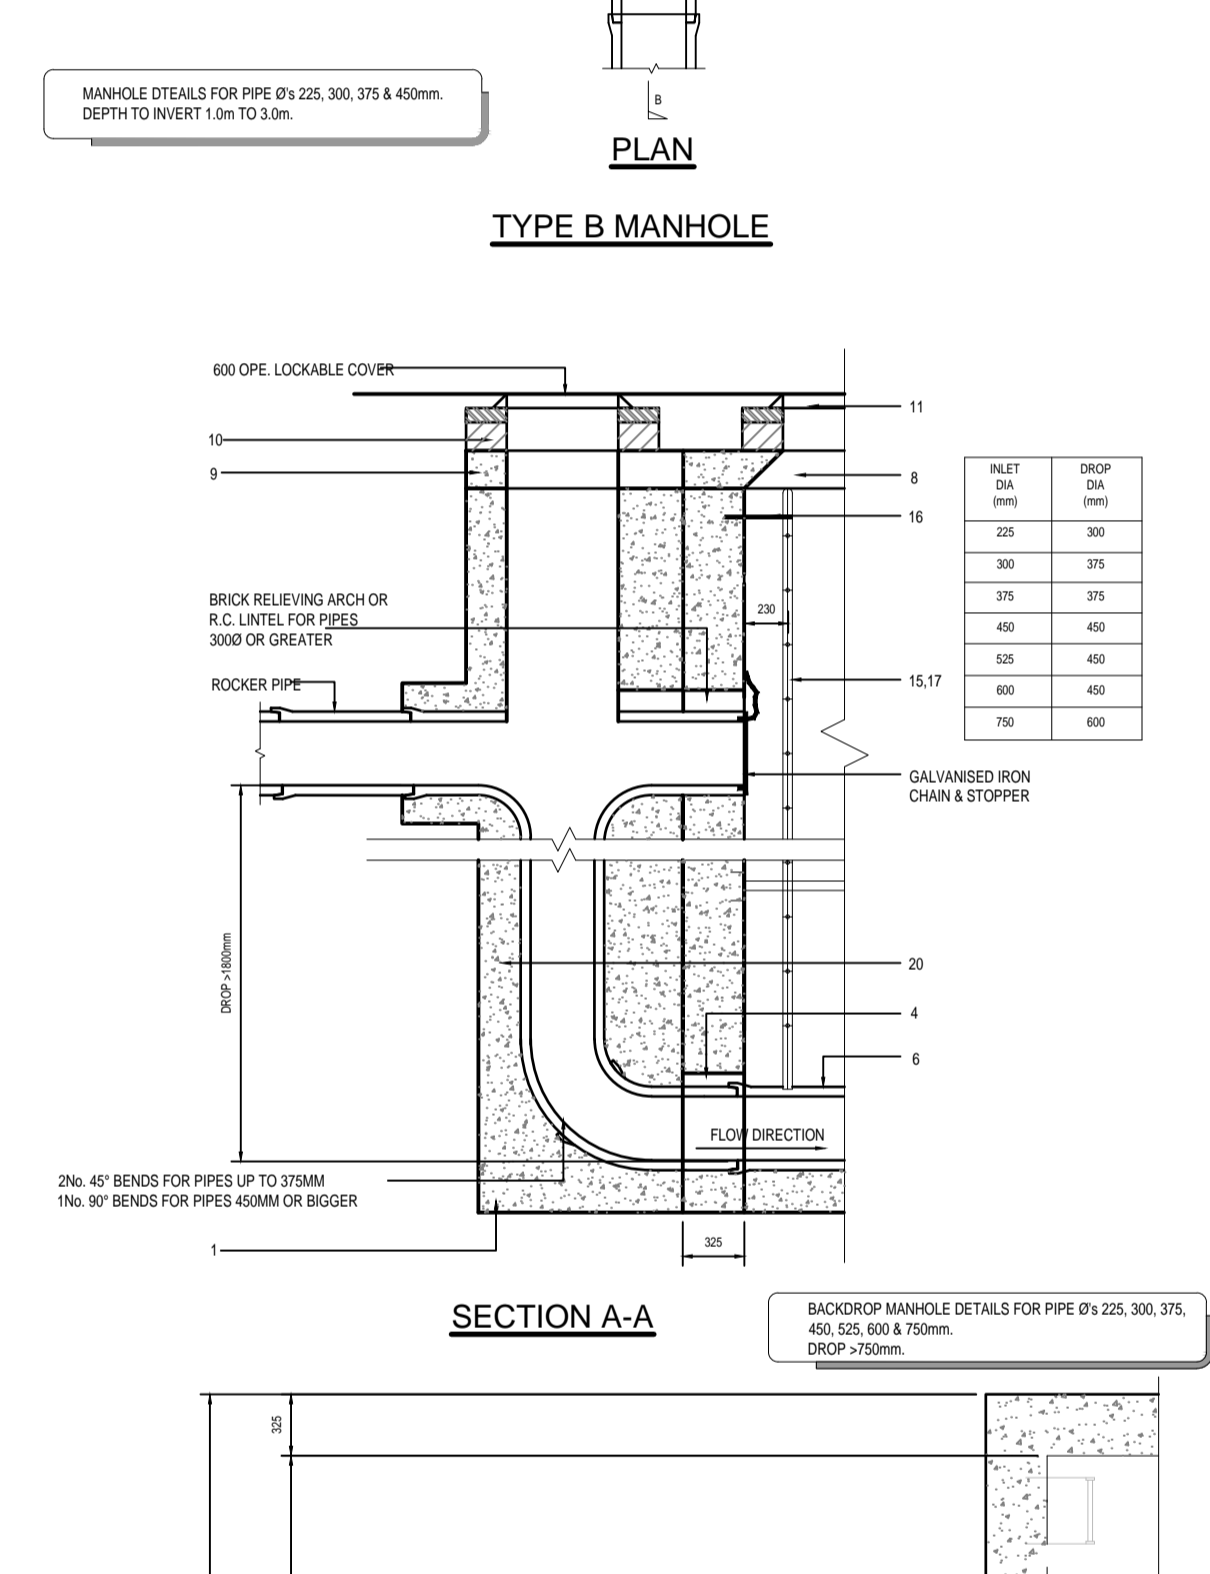 B
MANHOLE DTEAILS FOR PIPE Ø's 225, 300, 375 & 450mm.
DEPTH TO INVERT 1.0m TO 3.0m.
PLAN
TYPE B MANHOLE
600 OPE. LOCKABLE COVER
11
10
9
8
16
INLET DIA (mm) DROP DIA (mm)
225 300
300 375
375 375
450 450
525 450
600 450
750 600
BRICK RELIEVING ARCH OR
R.C. LINTEL FOR PIPES
300Ø OR GREATER
230
ROCKER PIPE
15,17
GALVANISED IRON
CHAIN & STOPPER
DROP >1800mm
20
4
6
FLOW DIRECTION
2No. 45° BENDS FOR PIPES UP TO 375MM
1No. 90° BENDS FOR PIPES 450MM OR BIGGER
1
325
SECTION A-A
BACKDROP MANHOLE DETAILS FOR PIPE Ø's 225, 300, 375,
450, 525, 600 & 750mm.
DROP >750mm.
325